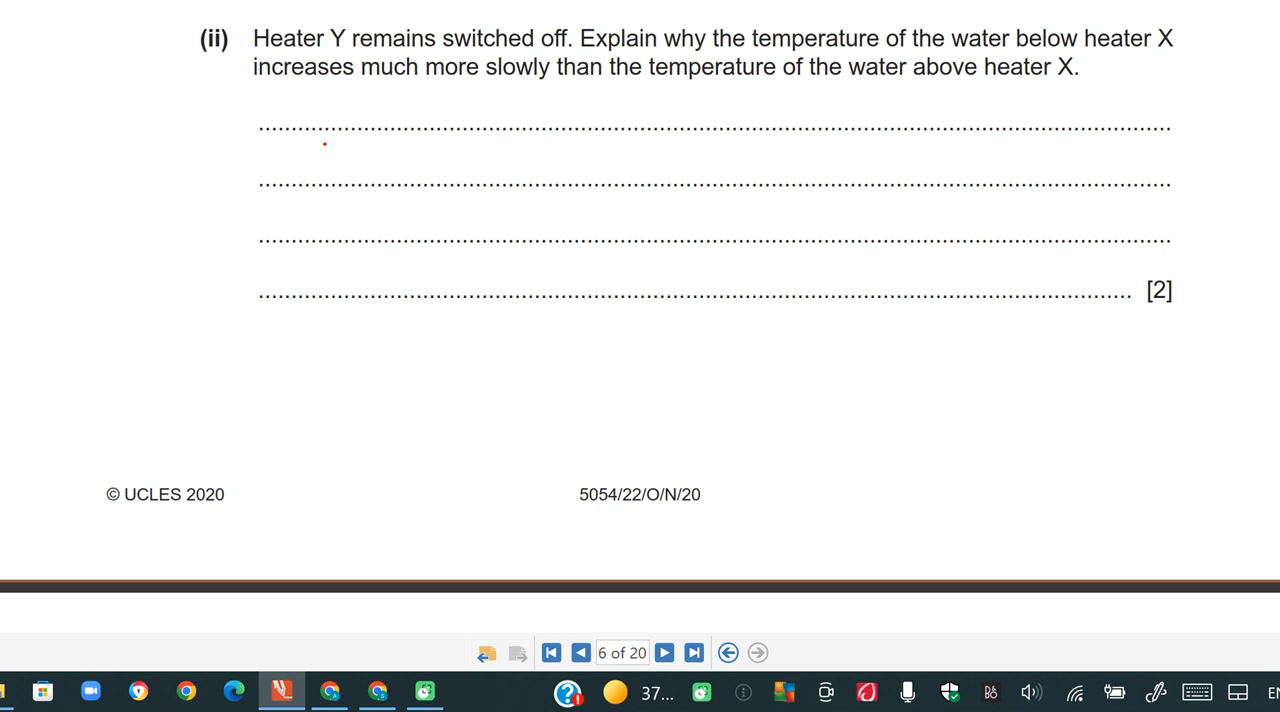 (ii) Heater Y remains switched off. Explain why the temperature of the water below heater X
increases much more slowly than the temperature of the water above heater X.
................................................................................
................................................................................
................................................................................
................................................................................ [2]
© UCLES 2020 5054/22/O/N/20
6 of 20
37... EN